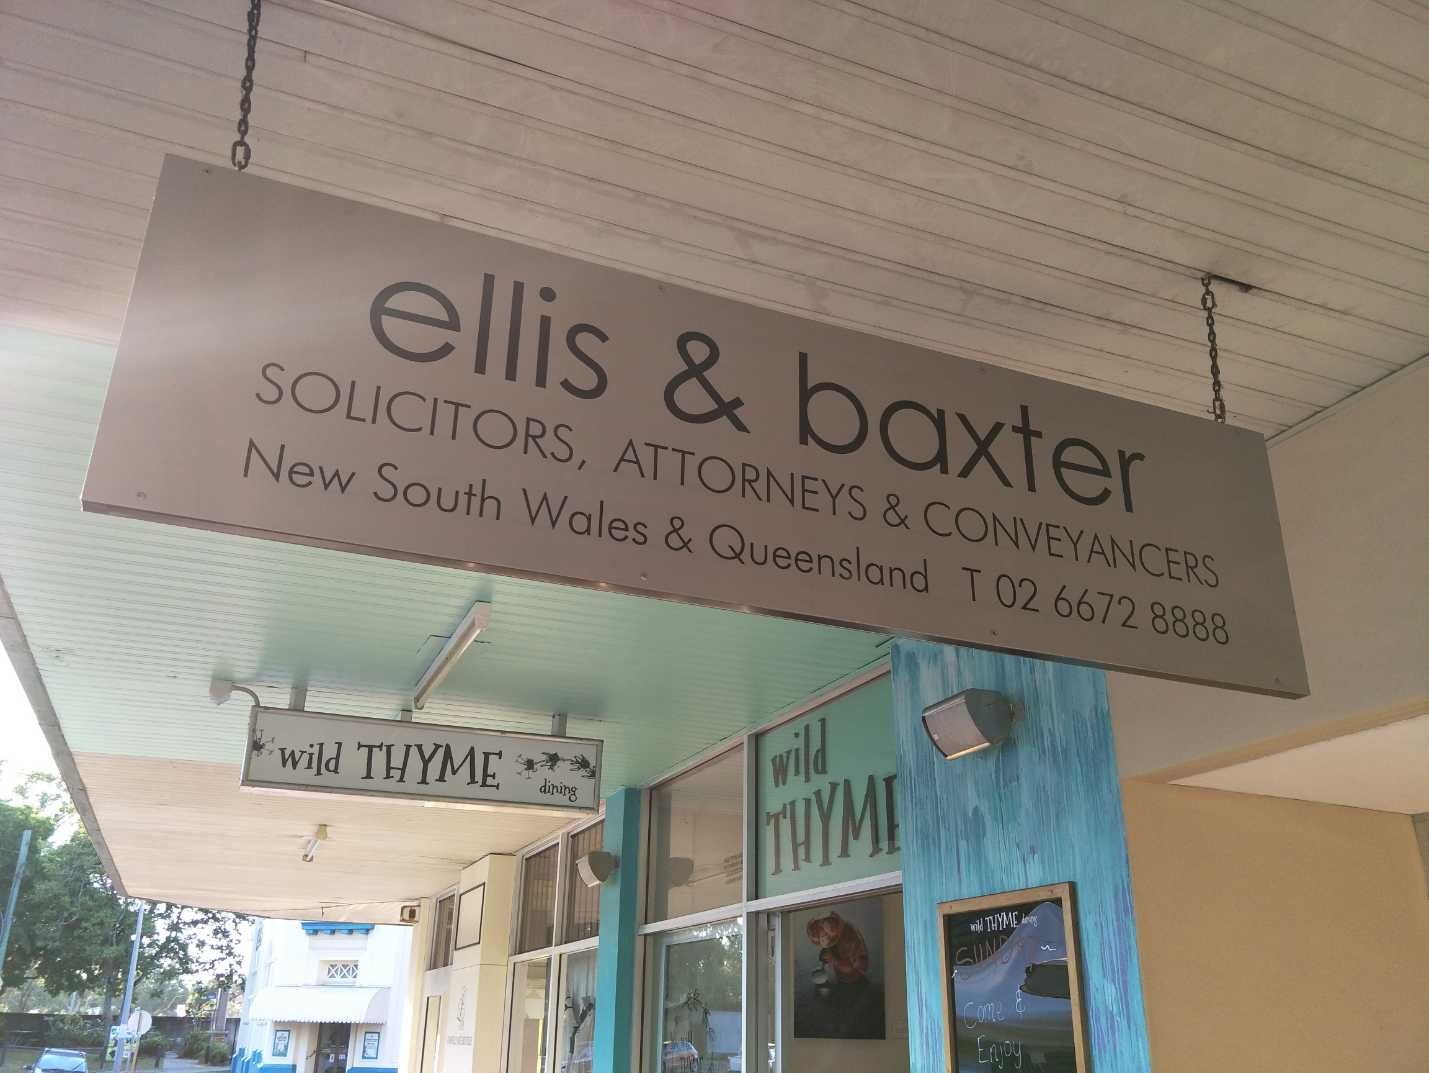 ellis & baxter
SOLICITORS, ATTORNEYS & CONVEYANCERS
New South Wales & Queensland T 02 6672 8888
wild THYME
dining
wild
THYME
wild THYME dining
Come &
Enjoy